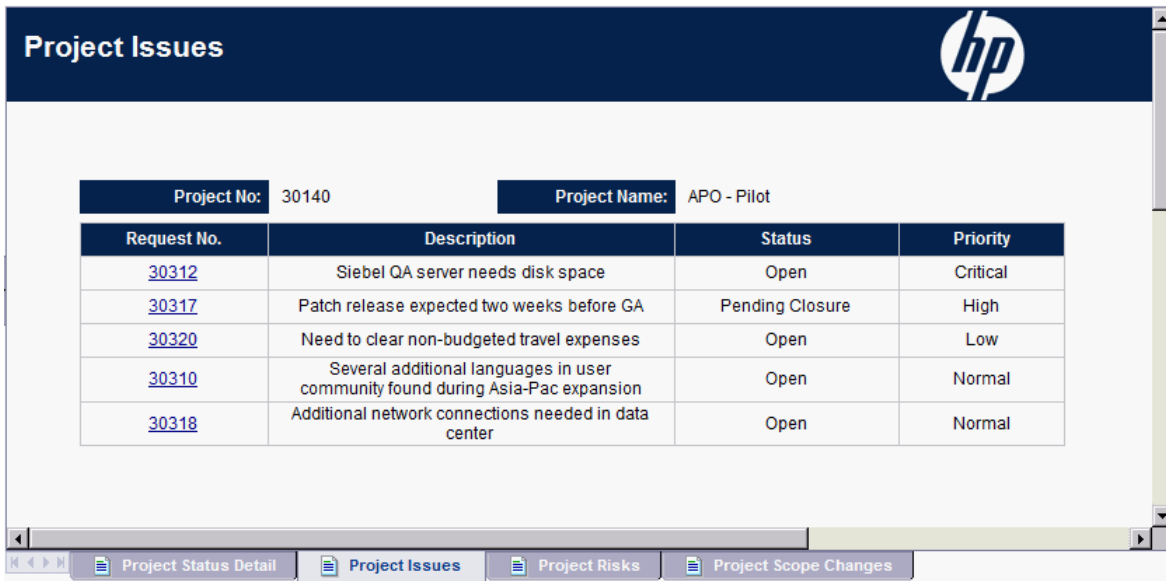 Project Issues
hp
Project No: 30140 Project Name: APO - Pilot
Request No. Description Status Priority
30312 Siebel QA server needs disk space Open Critical
30317 Patch release expected two weeks before GA Pending Closure High
30320 Need to clear non-budgeted travel expenses Open Low
30310 Several additional languages in user
community found during Asia-Pac expansion Open Normal
30318 Additional network connections needed in data
center Open Normal
Project Status Detail Project Issues Project Risks Project Scope Changes